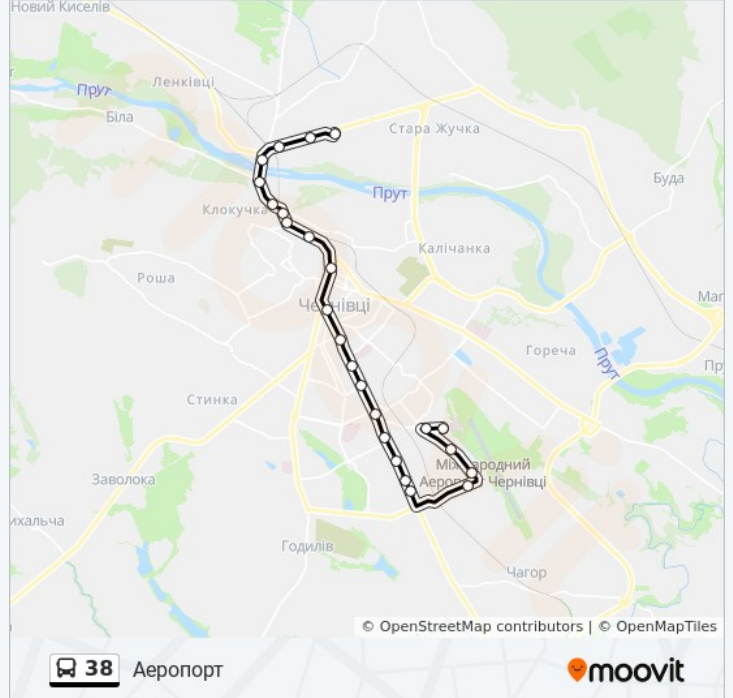 Новий Киселів
Ленківці
Прут
Біла
Стара Жучка
Буда
Прут
Клокучка
Калічанка
Роша
Маг
Чернівці
Гореча
Прут
Пр
Стинка
Міжнародний
Аеропорт Чернівці
Заволока
ихальча
Годилів
Чагор
© OpenStreetMap contributors | © OpenMapTiles
38 Аеропорт
moovit